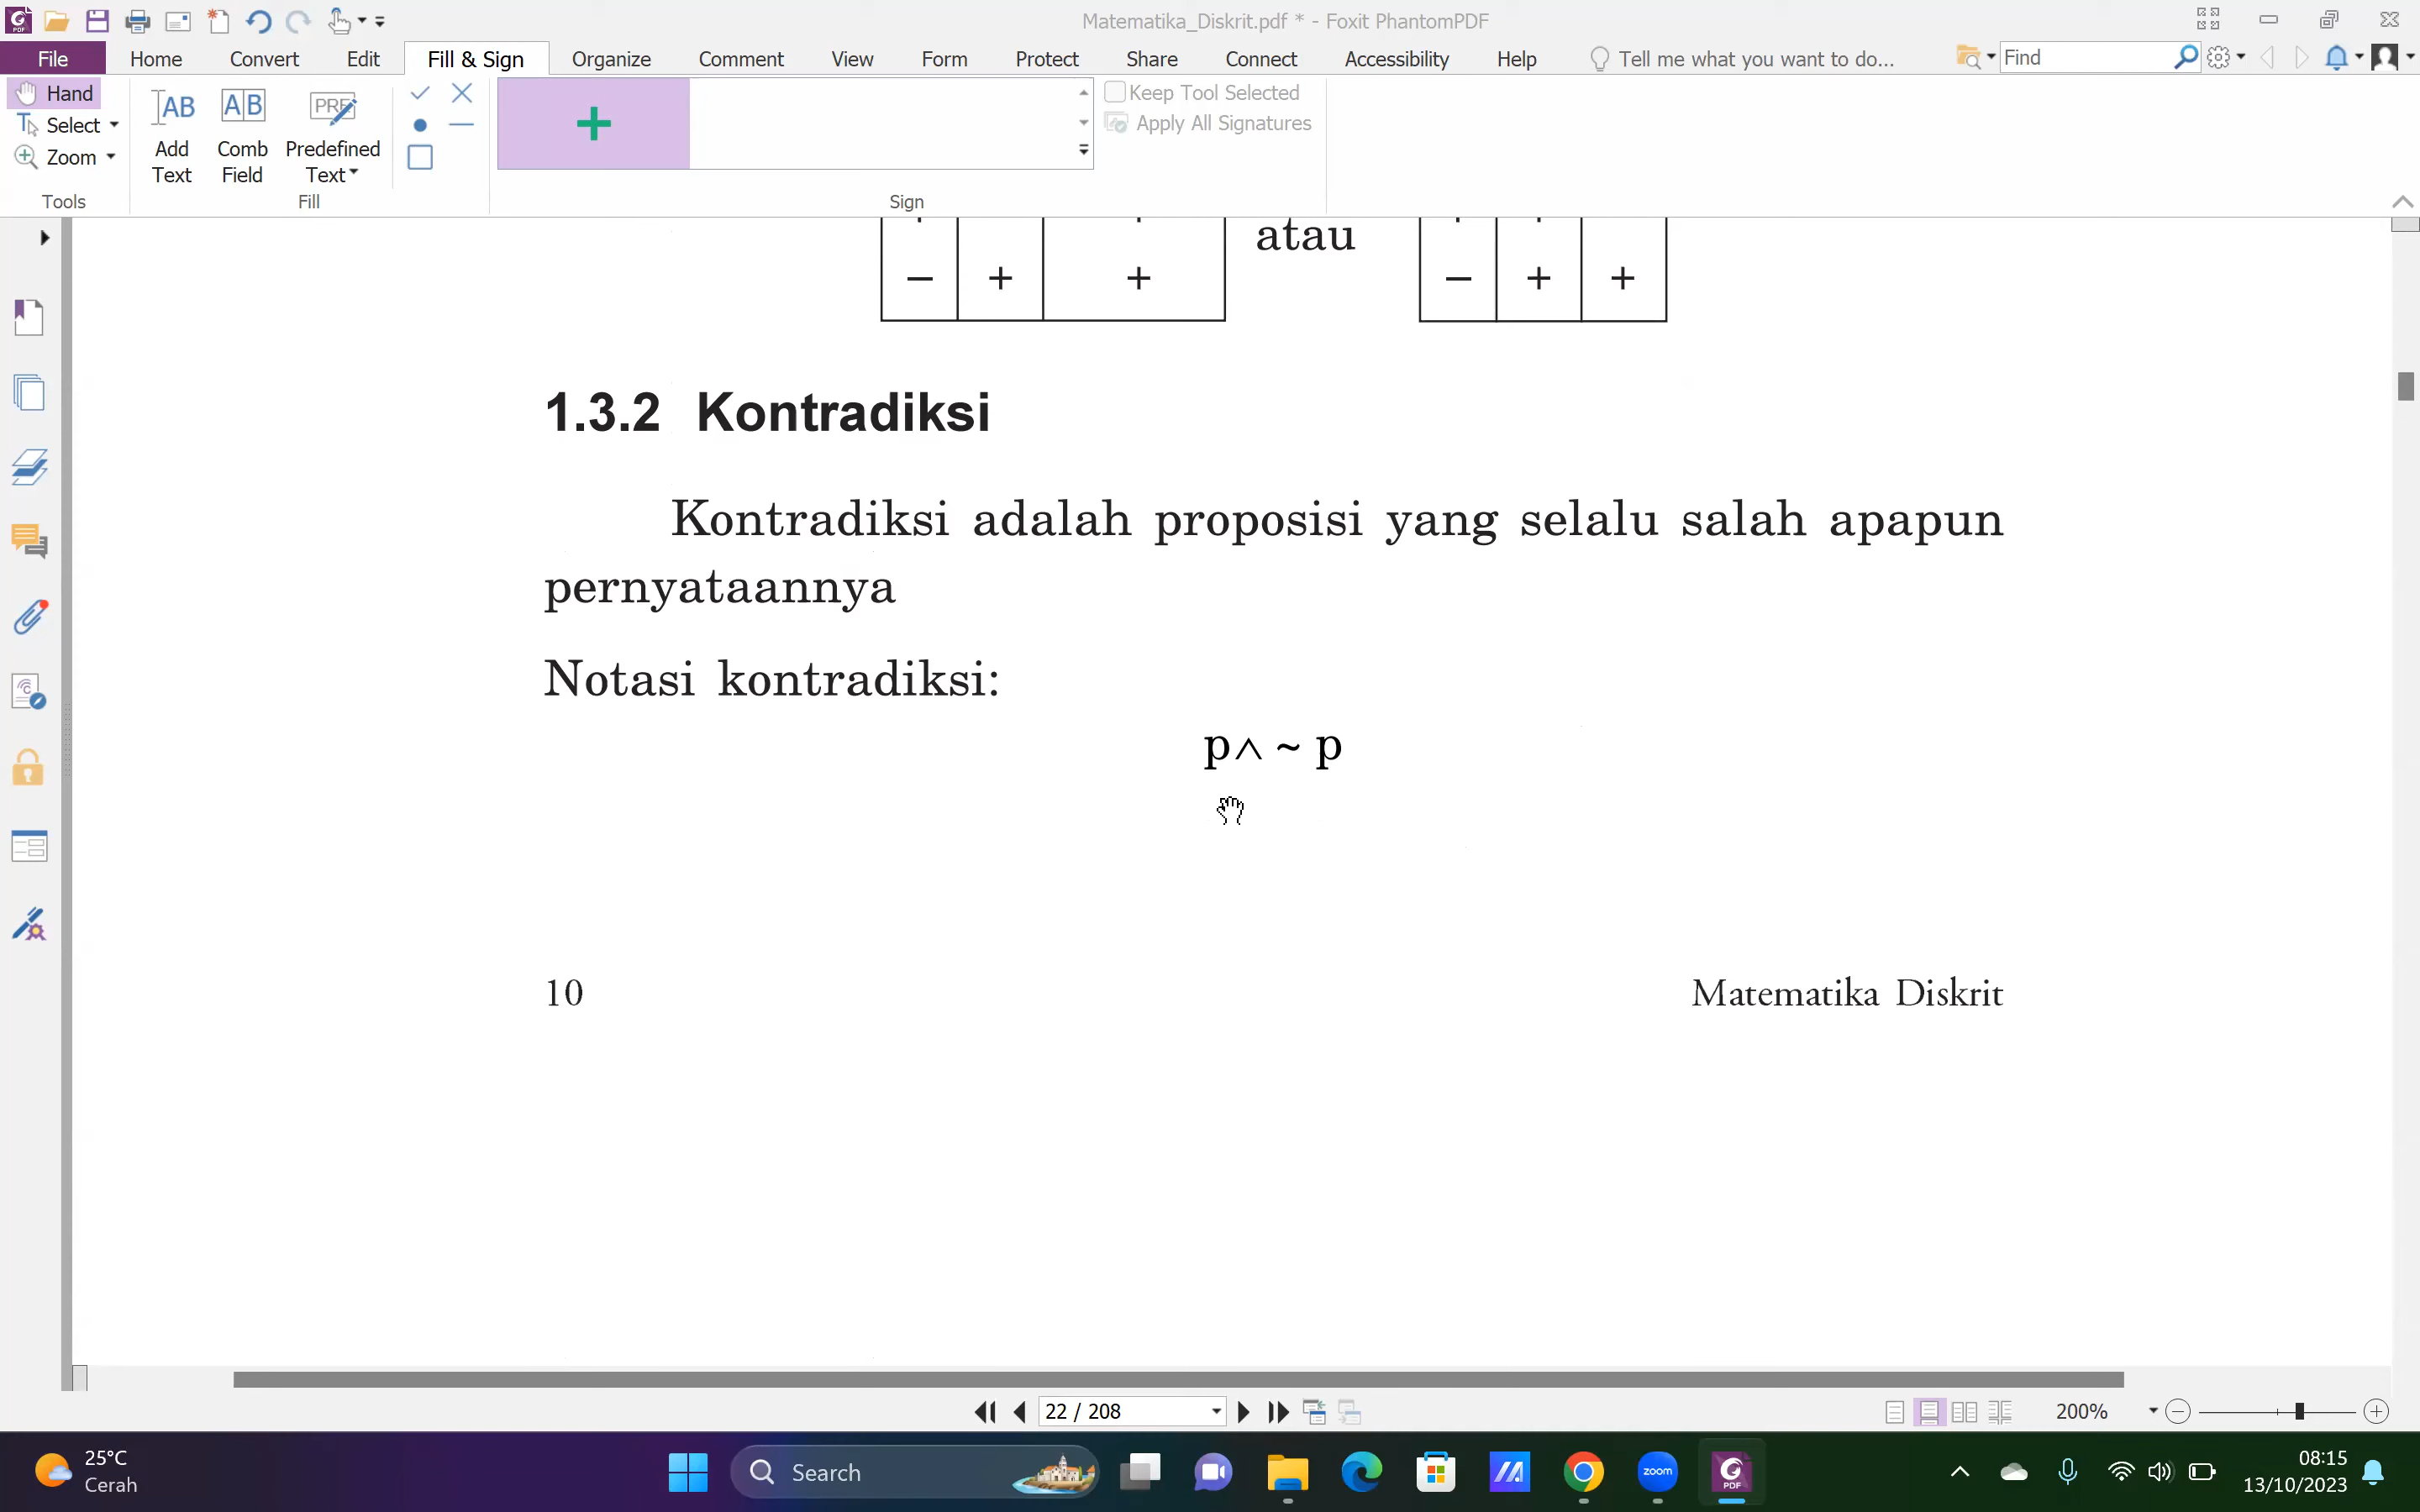 Matematika_Diskrit.pdf * - Foxit PhantomPDF
File Home Convert Edit Fill & Sign Organize Comment View Form Protect Share Connect Accessibility Help Tell me what you want to do... Find
Hand
Select
Zoom
Tools
Add Text
Comb Field
Predefined Text
Fill
Keep Tool Selected
Apply All Signatures
Sign
atau
− + +
− + +
1.3.2 Kontradiksi
Kontradiksi adalah proposisi yang selalu salah apapun
pernyataannya
Notasi kontradiksi:
p∧ ~ p
10
Matematika Diskrit
22 / 208
200%
25°C
Cerah
Search
zoom
PDF
08:15
13/10/2023